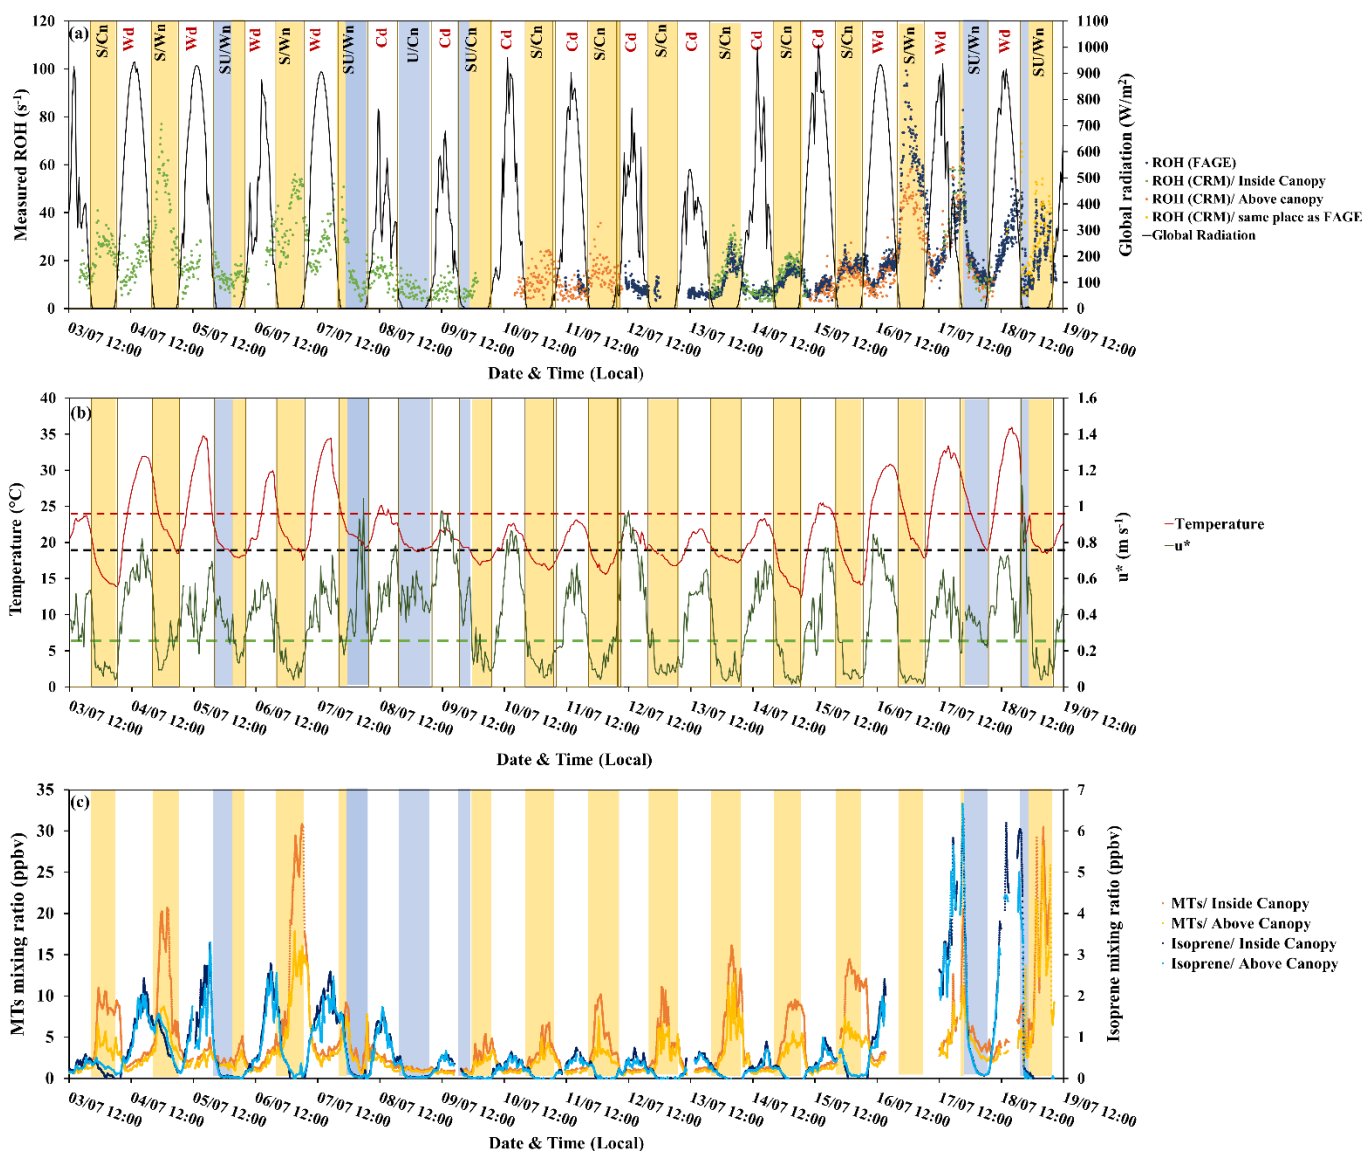 (a)
S/Cn
Wd
S/Wn
Wd
SU/Wn
Wd
S/Wn
Wd
SU/Wn
Cd
U/Cn
Cd
SU/Cn
Cd
S/Cn
Cd
S/Cn
Cd
S/Cn
Cd
S/Cn
Cd
S/Cn
Cd
S/Cn
Wd
S/Wn
Wd
SU/Wn
Wd
SU/Wn
Measured ROH (s⁻¹)
120
100
80
60
40
20
0
1100
1000
900
800
700
600
500
400
300
200
100
0
Global radiation (W/m²)
ROH (FAGE)
ROH (CRM)/ Inside Canopy
ROH (CRM)/ Above canopy
ROH (CRM)/ same place as FAGE
Global Radiation
03/07 12:00
04/07 12:00
05/07 12:00
06/07 12:00
07/07 12:00
08/07 12:00
09/07 12:00
10/07 12:00
11/07 12:00
12/07 12:00
13/07 12:00
14/07 12:00
15/07 12:00
16/07 12:00
17/07 12:00
18/07 12:00
19/07 12:00
Date & Time (Local)
(b)
Temperature (°C)
40
35
30
25
20
15
10
5
0
1.6
1.4
1.2
1
0.8
0.6
0.4
0.2
0
u* (m s⁻¹)
Temperature
u*
03/07 12:00
04/07 12:00
05/07 12:00
06/07 12:00
07/07 12:00
08/07 12:00
09/07 12:00
10/07 12:00
11/07 12:00
12/07 12:00
13/07 12:00
14/07 12:00
15/07 12:00
16/07 12:00
17/07 12:00
18/07 12:00
19/07 12:00
Date & Time (Local)
(c)
MTs mixing ratio (ppbv)
35
30
25
20
15
10
5
0
7
6
5
4
3
2
1
0
Isoprene mixing ratio (ppbv)
MTs/ Inside Canopy
MTs/ Above Canopy
Isoprene/ Inside Canopy
Isoprene/ Above Canopy
03/07 12:00
04/07 12:00
05/07 12:00
06/07 12:00
07/07 12:00
08/07 12:00
09/07 12:00
10/07 12:00
11/07 12:00
12/07 12:00
13/07 12:00
14/07 12:00
15/07 12:00
16/07 12:00
17/07 12:00
18/07 12:00
19/07 12:00
Date & Time (Local)